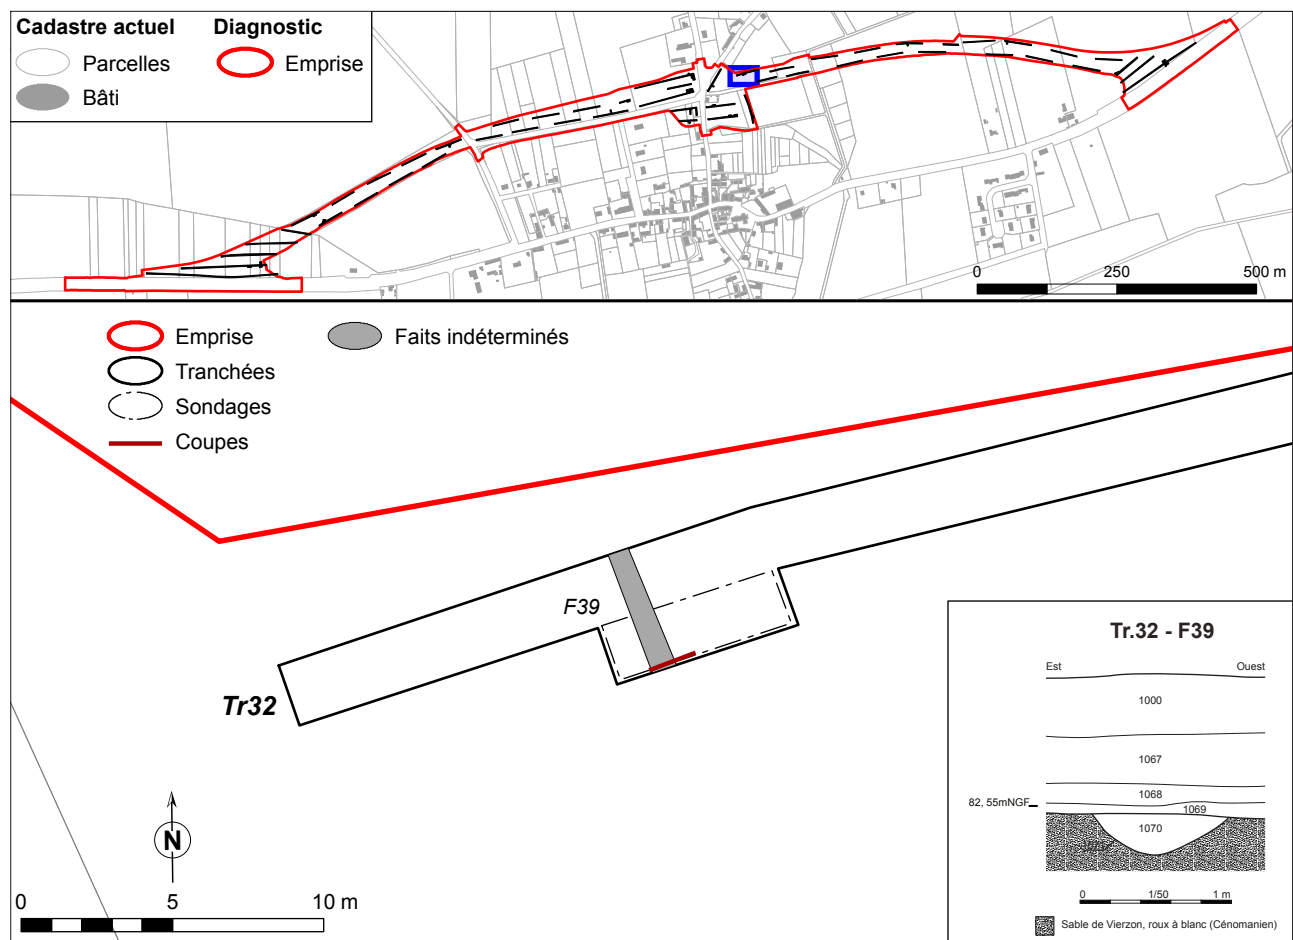 Cadastre actuel Diagnostic
Parcelles Emprise
Bâti
0 250 500 m
Emprise Faits indéterminés
Tranchées
Sondages
Coupes
F39
Tr32
N
0 5 10 m
Tr.32 - F39
Est Ouest
1000
1067
1068
82, 55mNGF
1069
1070
0 1/50 1 m
Sable de Vierzon, roux à blanc (Cénomanien)